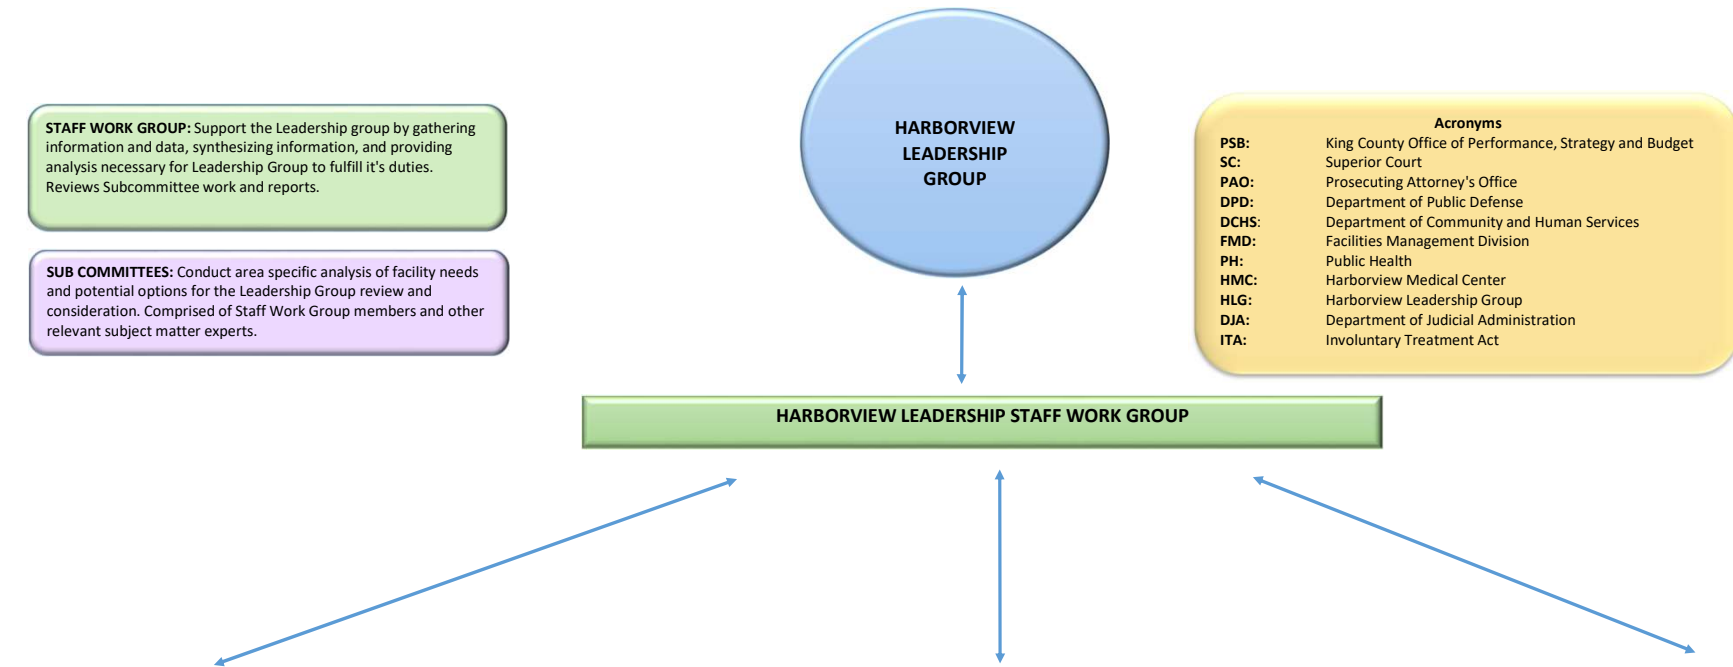 HARBORVIEW
LEADERSHIP
GROUP
STAFF WORK GROUP: Support the Leadership group by gathering
information and data, synthesizing information, and providing
analysis necessary for Leadership Group to fulfill it's duties.
Reviews Subcommittee work and reports.
SUB COMMITTEES: Conduct area specific analysis of facility needs
and potential options for the Leadership Group review and
consideration. Comprised of Staff Work Group members and other
relevant subject matter experts.
Acronyms
PSB: King County Office of Performance, Strategy and Budget
SC: Superior Court
PAO: Prosecuting Attorney's Office
DPD: Department of Public Defense
DCHS: Department of Community and Human Services
FMD: Facilities Management Division
PH: Public Health
HMC: Harborview Medical Center
HLG: Harborview Leadership Group
DJA: Department of Judicial Administration
ITA: Involuntary Treatment Act
HARBORVIEW LEADERSHIP STAFF WORK GROUP